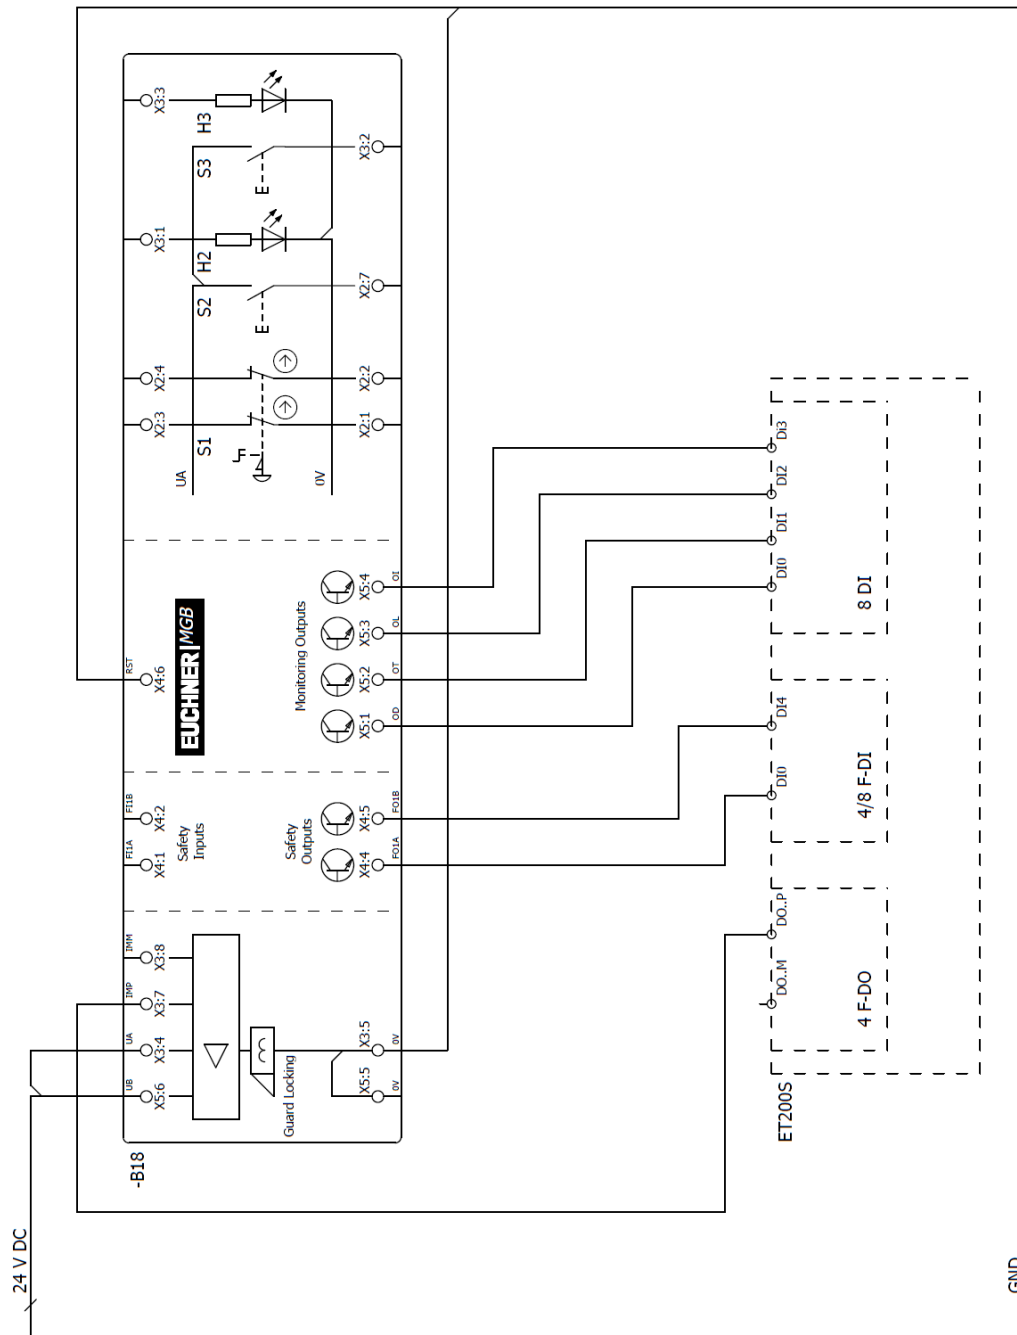 X3:3
H3
S3
X3:2
X3:1
H2
S2
X2:7
X2:4
X2:2
X2:3
X2:1
S1
UA
0V
RST
X4:6
EUCHNER MGB
Monitoring Outputs
X5:4
OI
X5:3
OL
X5:2
OT
X5:1
OD
FI1B
X4:2
FI1A
X4:1
Safety
Inputs
Safety
Outputs
X4:5
FO1B
X4:4
FO1A
IMM
X3:8
IMP
X3:7
UA
X3:4
UB
X5:6
Guard Locking
X3:5
0V
X5:5
0V
-B18
24 V DC
Di3
DI2
DI1
DI0
8 DI
DI4
DI0
4/8 F-DI
DO..P
DO..M
4 F-DO
ET200S
GND